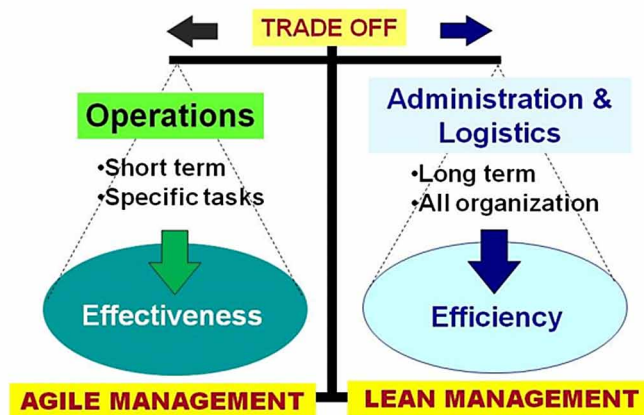 TRADE OFF
Operations
•Short term
•Specific tasks
Effectiveness
AGILE MANAGEMENT
Administration &
Logistics
•Long term
•All organization
Efficiency
LEAN MANAGEMENT